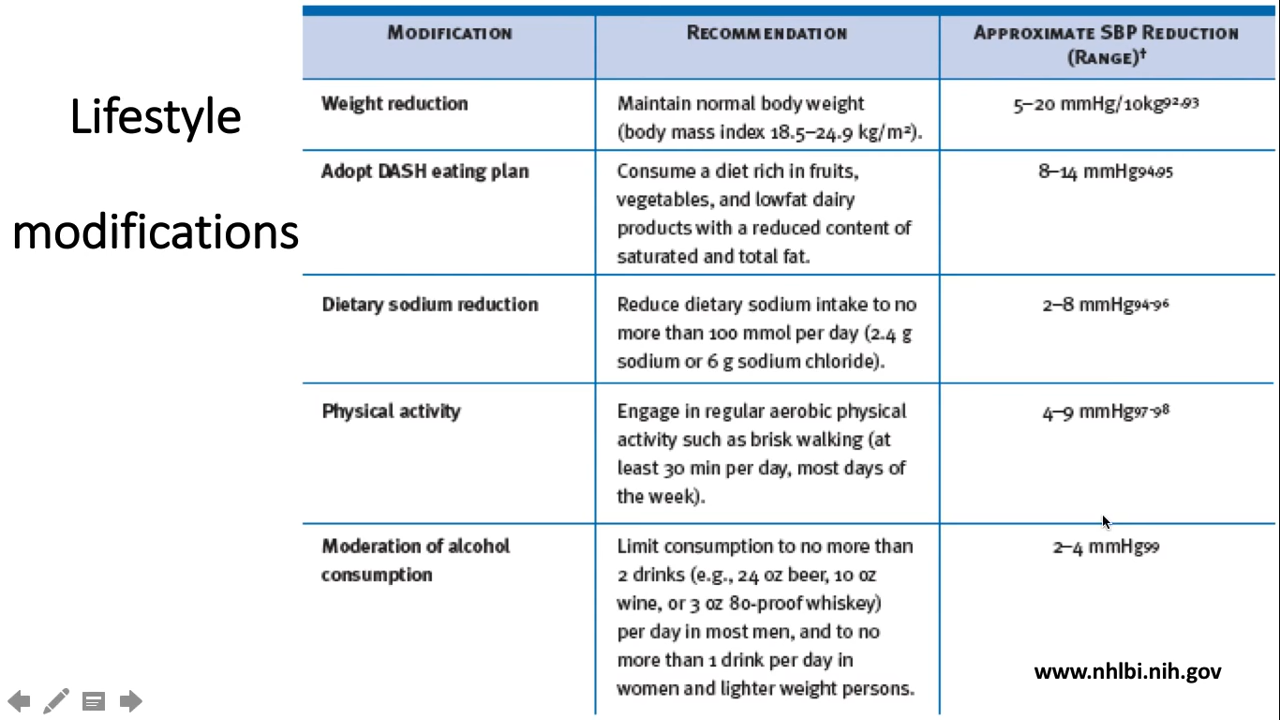 Lifestyle
modifications
MODIFICATION
RECOMMENDATION
APPROXIMATE SBP REDUCTION
(RANGE)†
Weight reduction
Maintain normal body weight
(body mass index 18.5–24.9 kg/m²).
5–20 mmHg/10kg92,93
Adopt DASH eating plan
Consume a diet rich in fruits,
vegetables, and lowfat dairy
products with a reduced content of
saturated and total fat.
8–14 mmHg94,95
Dietary sodium reduction
Reduce dietary sodium intake to no
more than 100 mmol per day (2.4 g
sodium or 6 g sodium chloride).
2–8 mmHg94-96
Physical activity
Engage in regular aerobic physical
activity such as brisk walking (at
least 30 min per day, most days of
the week).
4–9 mmHg97-98
Moderation of alcohol
consumption
Limit consumption to no more than
2 drinks (e.g., 24 oz beer, 10 oz
wine, or 3 oz 80-proof whiskey)
per day in most men, and to no
more than 1 drink per day in
women and lighter weight persons.
2–4 mmHg99
www.nhlbi.nih.gov